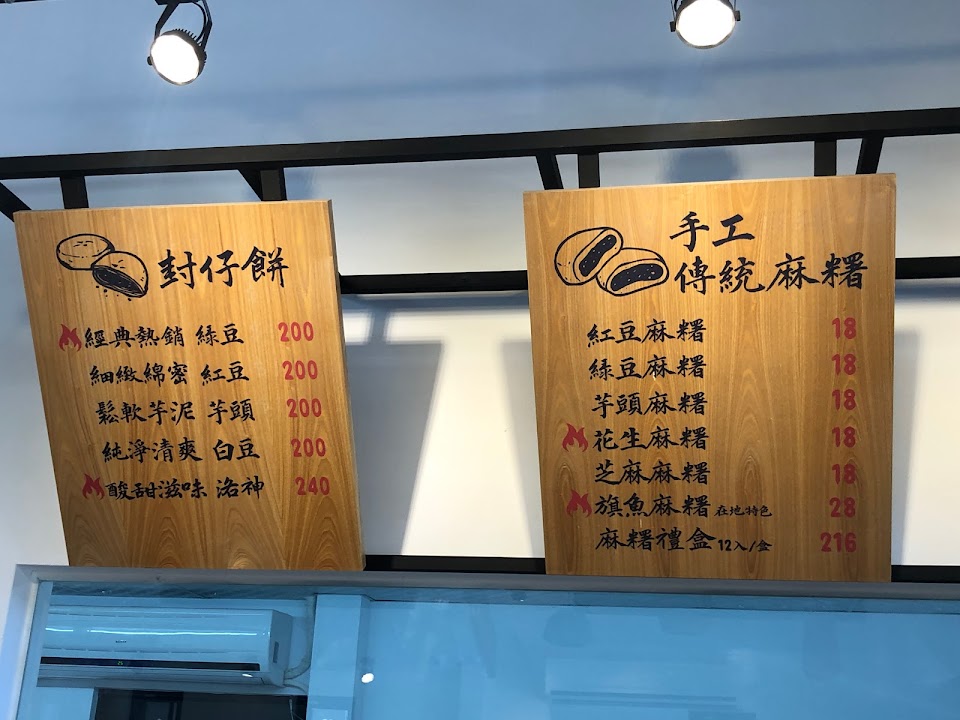 封仔餅
經典熱銷 綠豆 200
細緻綿密 紅豆 200
鬆軟芋泥 芋頭 200
純淨清爽 白豆 200
酸甜滋味 洛神 240
手工
傳統麻糬
紅豆麻糬 18
綠豆麻糬 18
芋頭麻糬 18
花生麻糬 18
芝麻麻糬 18
旗魚麻糬 在地特色 28
麻糬禮盒 12入/盒 216